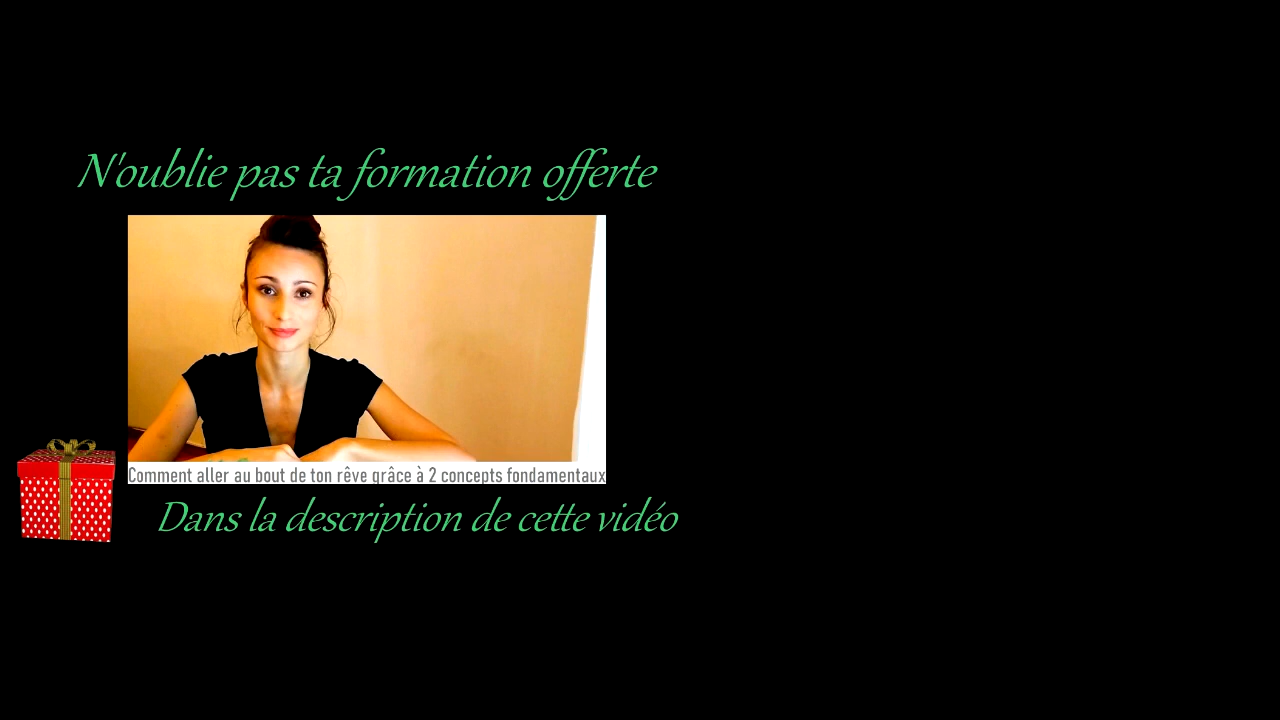 N'oublie pas ta formation offerte
Comment aller au bout de ton rêve grâce à 2 concepts fondamentaux
Dans la description de cette vidéo